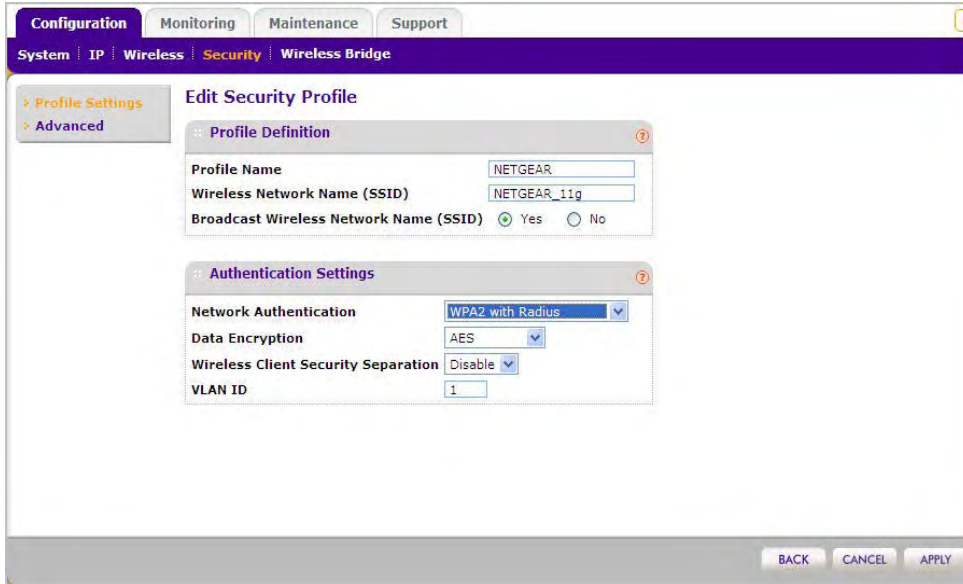 Configuration Monitoring Maintenance Support
System IP Wireless Security Wireless Bridge
Profile Settings
Advanced
Edit Security Profile
Profile Definition
Profile Name NETGEAR
Wireless Network Name (SSID) NETGEAR_11g
Broadcast Wireless Network Name (SSID) Yes No
Authentication Settings
Network Authentication WPA2 with Radius
Data Encryption AES
Wireless Client Security Separation Disable
VLAN ID 1
BACK CANCEL APPLY